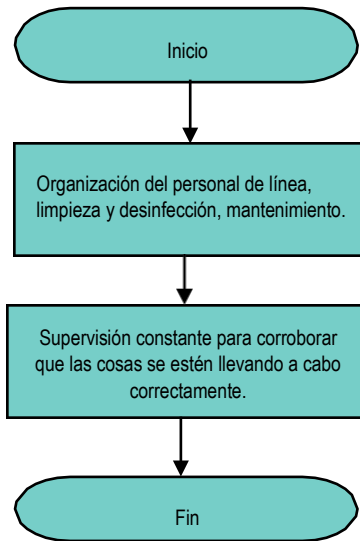 Inicio
Organización del personal de línea,
limpieza y desinfección, mantenimiento.
Supervisión constante para corroborar
que las cosas se estén llevando a cabo
correctamente.
Fin